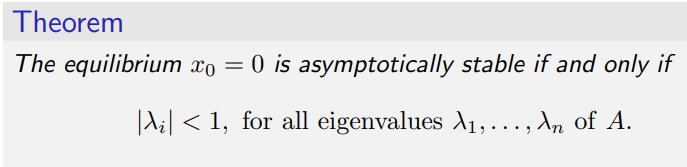 Theorem
The equilibrium x₀ = 0 is asymptotically stable if and only if
|λᵢ| < 1, for all eigenvalues λ₁, . . . , λₙ of A.